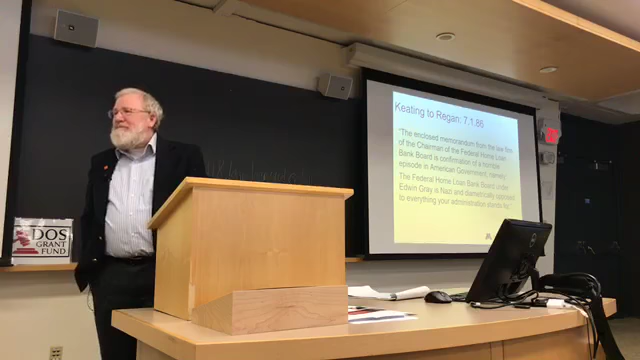 Keating to Regan: 7.1.86
"The enclosed memorandum from the law firm
of the Chairman of the Federal Home Loan
Bank Board is confirmation of a horrible
episode in American Government, namely
The Federal Home Loan Bank Board under
Edwin Gray is Nazi and diametrically opposed
to everything your administration stands for."
DOS
GRANT
FUND
EXIT